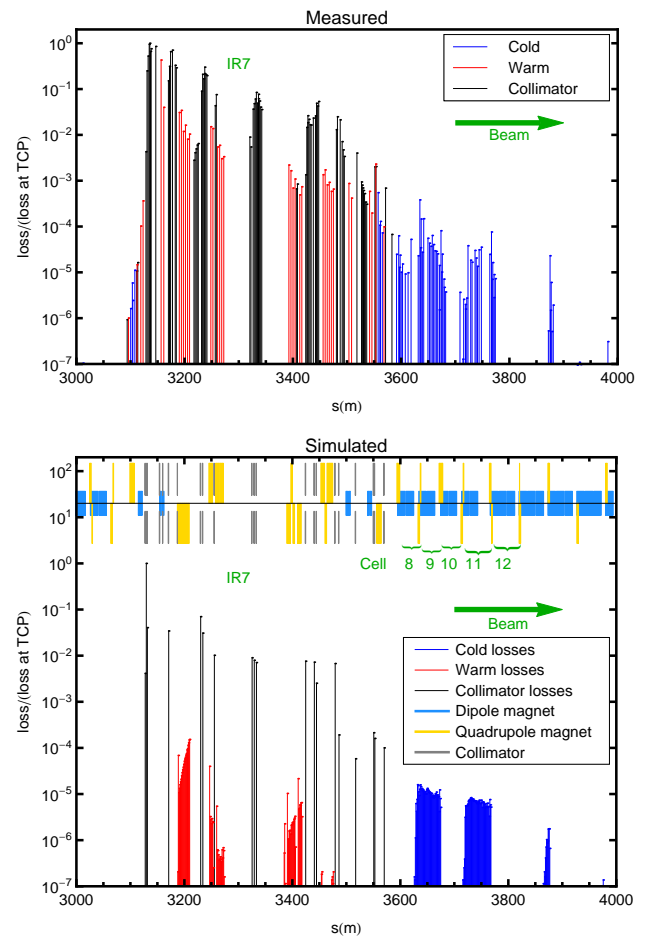 Measured
10^0
10^-1
10^-2
10^-3
10^-4
10^-5
10^-6
10^-7
loss/(loss at TCP)
IR7
Cold
Warm
Collimator
Beam
3000 3200 3400 3600 3800 4000
s(m)
Simulated
10^2
10^1
10^0
10^-1
10^-2
10^-3
10^-4
10^-5
10^-6
10^-7
loss/(loss at TCP)
Cell 8 9 10 11 12
IR7
Beam
Cold losses
Warm losses
Collimator losses
Dipole magnet
Quadrupole magnet
Collimator
3000 3200 3400 3600 3800 4000
s(m)